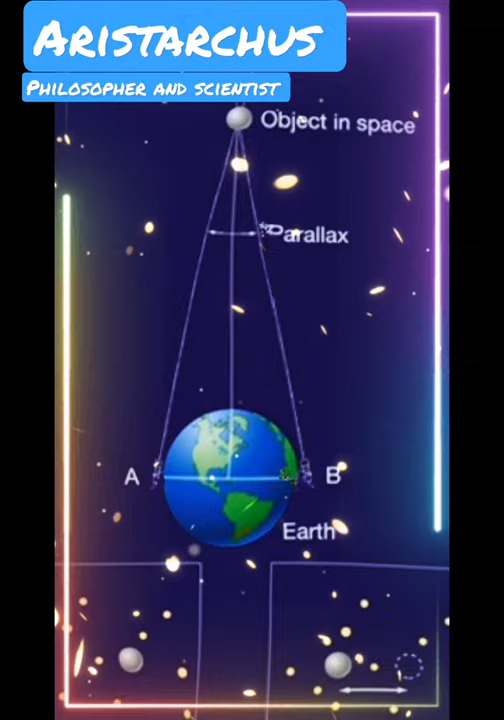 Aristarchus
Philosopher and scientist
Object in space
Parallax
A
B
Earth